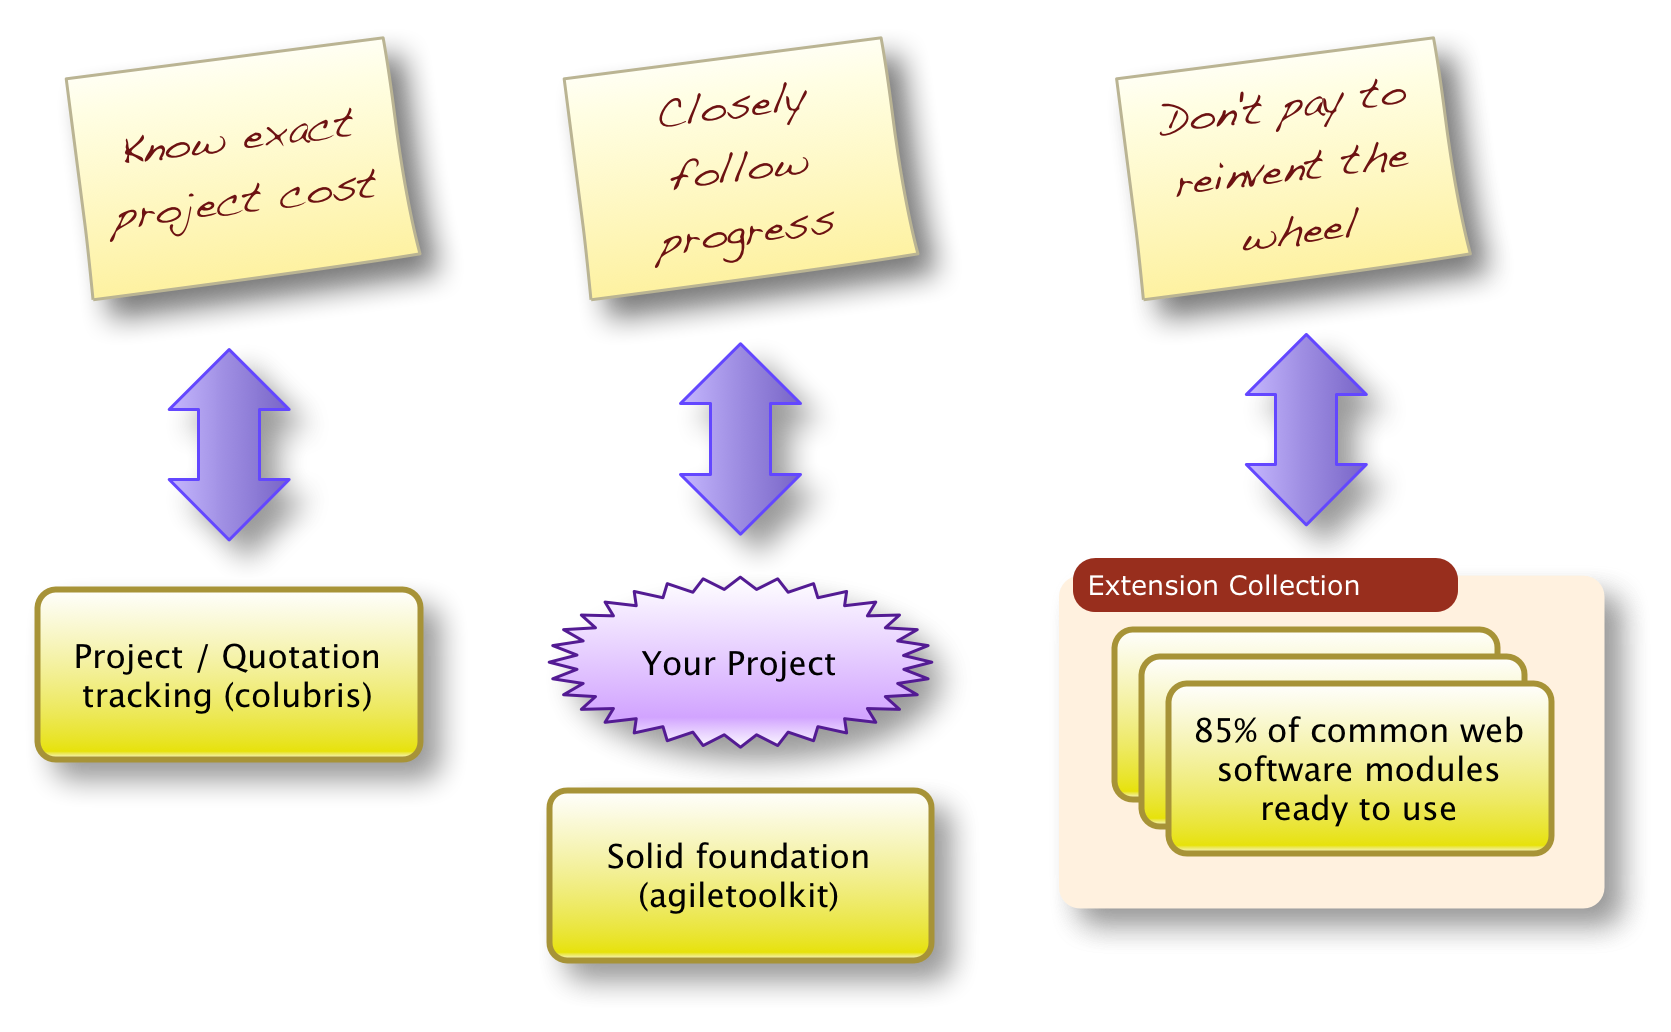 Know exact
project cost
Closely
follow
progress
Don't pay to
reinvent the
wheel
Project / Quotation
tracking (colubris)
Your Project
Solid foundation
(agiletoolkit)
Extension Collection
85% of common web
software modules
ready to use